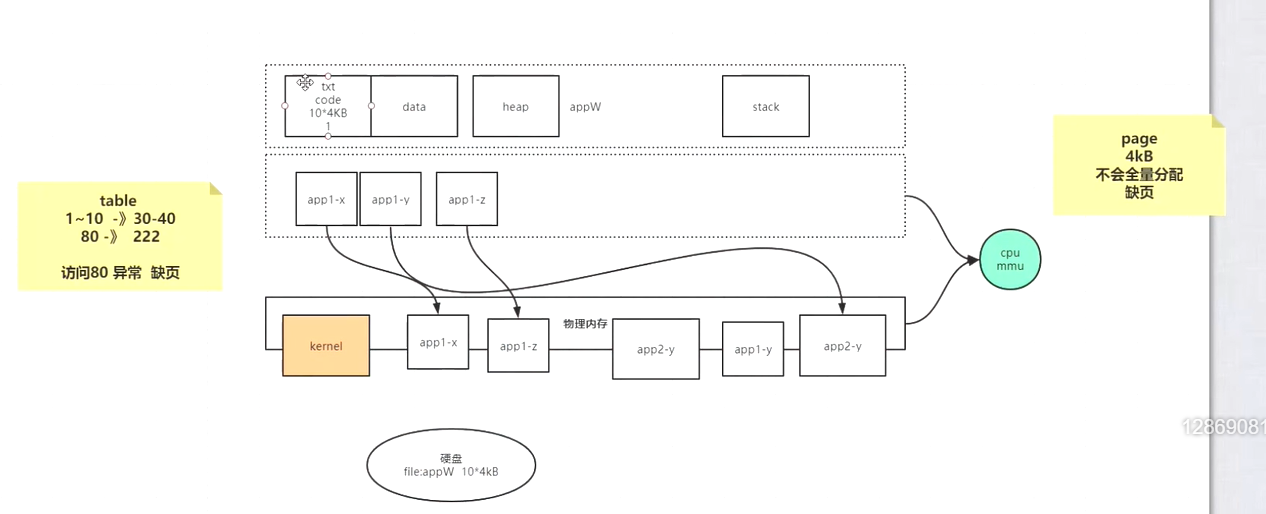 txt
code
10*4KB
1
data
heap
appW
stack
page
4kB
不会全量分配
缺页
table
1~10 -》30-40
80 -》 222
访问80 异常 缺页
app1-x
app1-y
app1-z
cpu
mmu
物理内存
kernel
app1-x
app1-z
app2-y
app1-y
app2-y
硬盘
file:appW 10*4kB
12869081